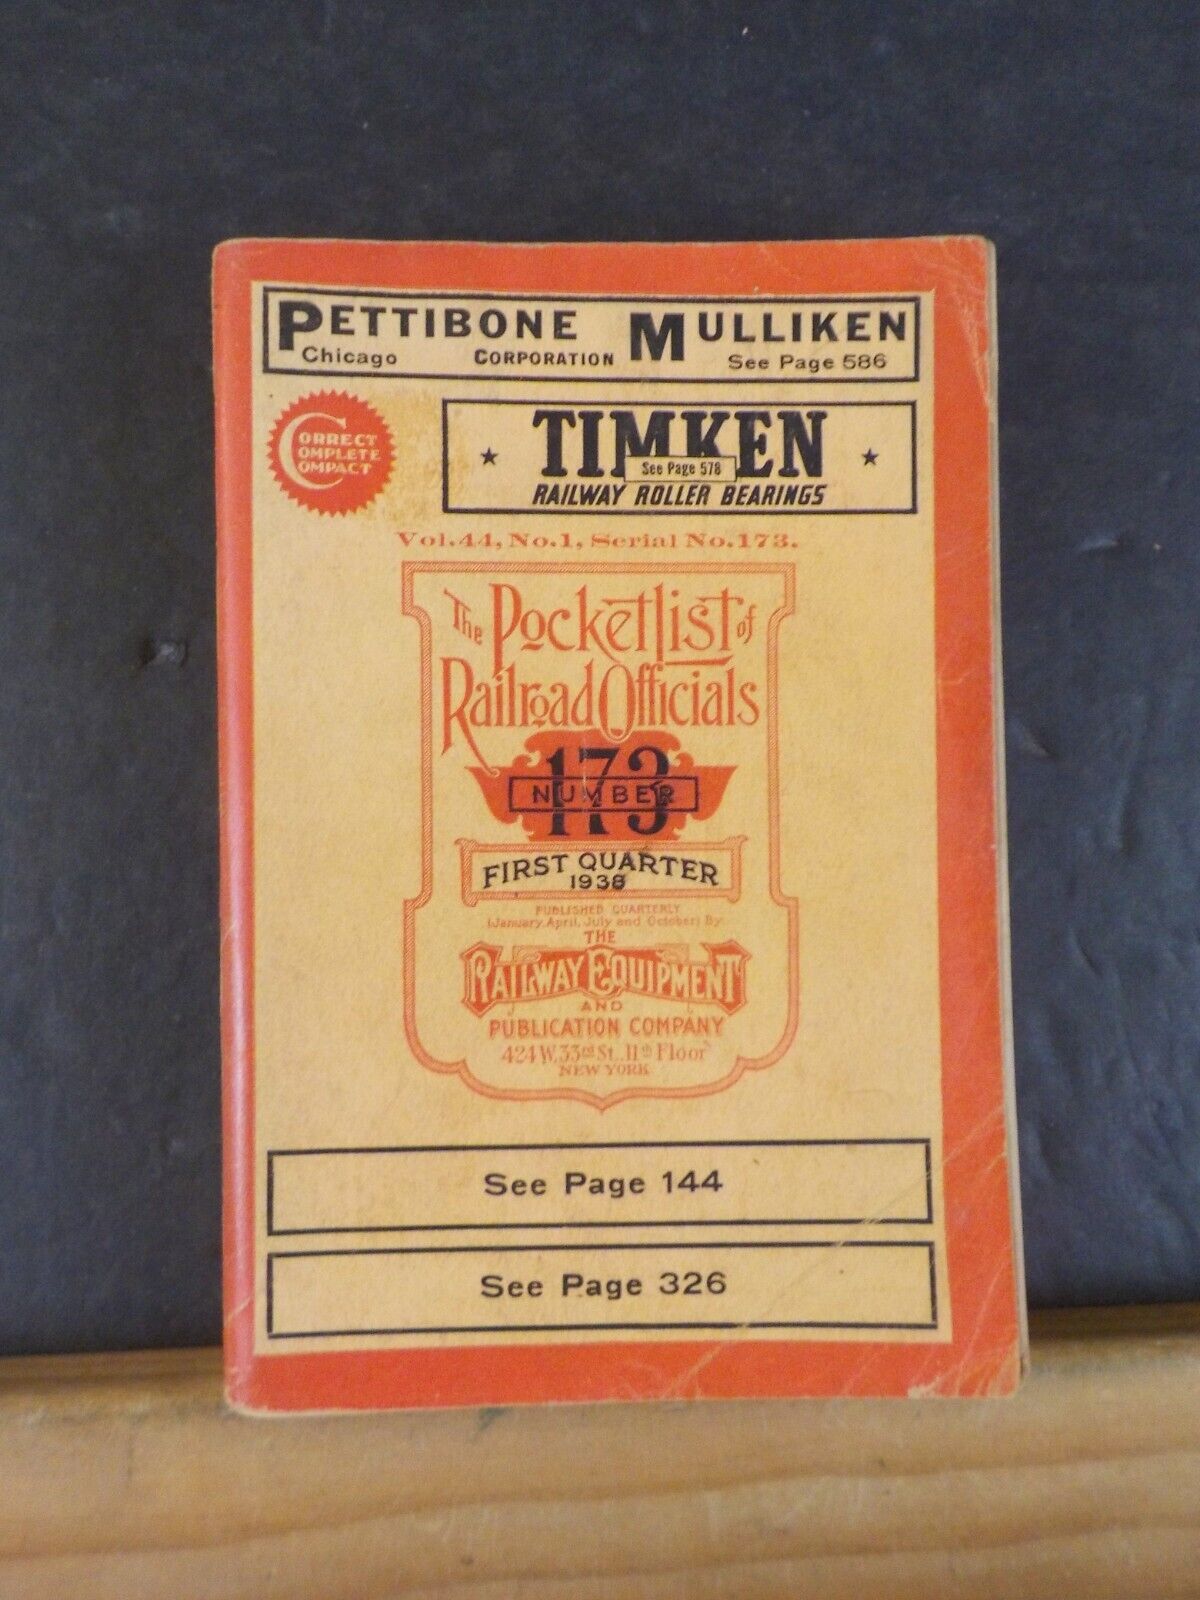 PETTIBONE MULLIKEN
Chicago CORPORATION See Page 586
CORRECT
COMPLETE
COMPACT
TIMKEN
See Page 578
RAILWAY ROLLER BEARINGS
Vol.44, No.1, Serial No.173.
The Pocket List of
Railroad Officials
173
NUMBER
FIRST QUARTER
1938
PUBLISHED QUARTERLY
(January, April, July and October) By
THE
RAILWAY EQUIPMENT
AND
PUBLICATION COMPANY
424 W. 33rd St., 11th Floor
NEW YORK
See Page 144
See Page 326